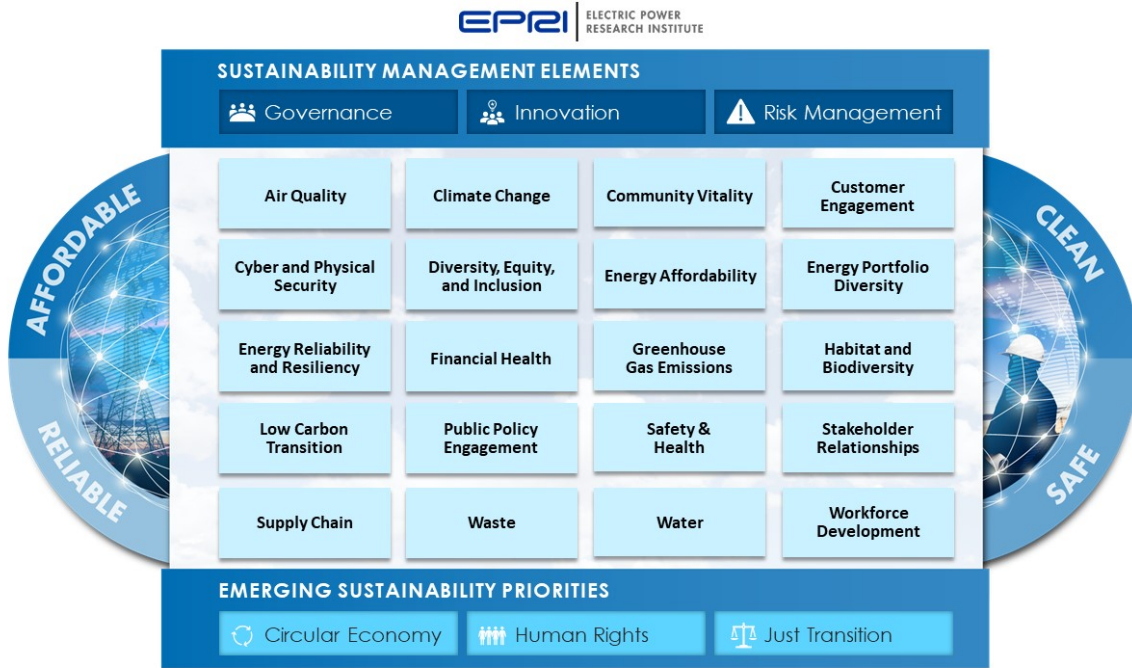 EPRI
ELECTRIC POWER
RESEARCH INSTITUTE
SUSTAINABILITY MANAGEMENT ELEMENTS
Governance
Innovation
Risk Management
AFFORDABLE
RELIABLE
Air Quality
Climate Change
Community Vitality
Customer
Engagement
Cyber and Physical
Security
Diversity, Equity,
and Inclusion
Energy Affordability
Energy Portfolio
Diversity
Energy Reliability
and Resiliency
Financial Health
Greenhouse
Gas Emissions
Habitat and
Biodiversity
Low Carbon
Transition
Public Policy
Engagement
Safety &
Health
Stakeholder
Relationships
Supply Chain
Waste
Water
Workforce
Development
CLEAN
SAFE
EMERGING SUSTAINABILITY PRIORITIES
Circular Economy
Human Rights
Just Transition